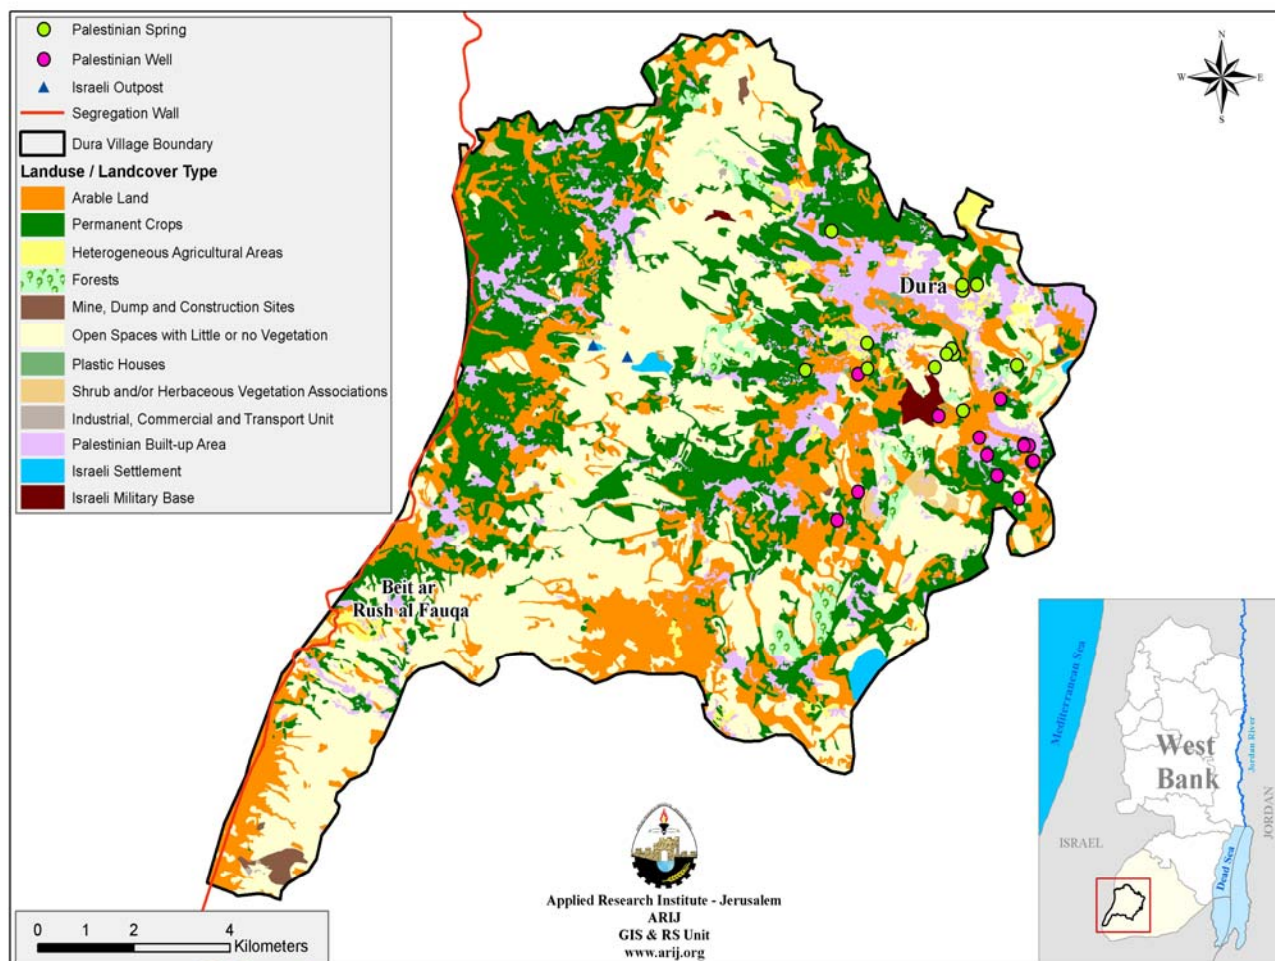 Palestinian Spring
Palestinian Well
Israeli Outpost
Segregation Wall
Dura Village Boundary
Landuse / Landcover Type
Arable Land
Permanent Crops
Heterogeneous Agricultural Areas
Forests
Mine, Dump and Construction Sites
Open Spaces with Little or no Vegetation
Plastic Houses
Shrub and/or Herbaceous Vegetation Associations
Industrial, Commercial and Transport Unit
Palestinian Built-up Area
Israeli Settlement
Israeli Military Base
N
W E
S
Dura
Beit ar
Rush al Fauqa
Mediterranean Sea
West
Bank
Jordan River
JORDAN
ISRAEL
Dead Sea
Applied Research Institute - Jerusalem
ARIJ
GIS & RS Unit
www.arij.org
0 1 2 4
Kilometers